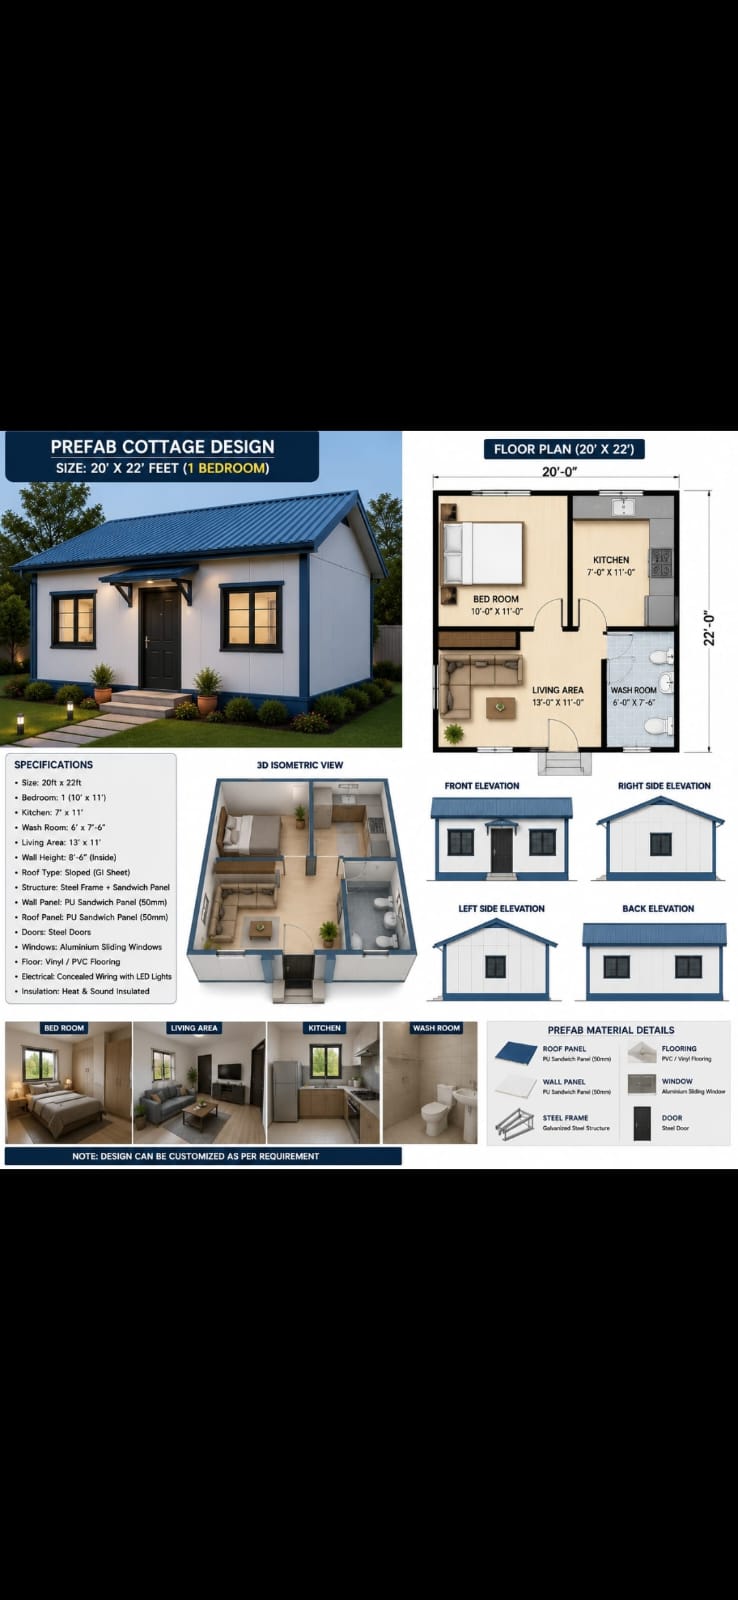 PREFAB COTTAGE DESIGN
SIZE: 20' X 22' FEET (1 BEDROOM)
FLOOR PLAN (20' X 22')
20'-0"
22'-0"
BED ROOM
10'-0" X 11'-0"
KITCHEN
7'-0" X 11'-0"
LIVING AREA
13'-0" X 11'-0"
WASH ROOM
6'-0" X 7'-6"
SPECIFICATIONS
• Size: 20ft x 22ft
• Bedroom: 1 (10' x 11')
• Kitchen: 7' x 11'
• Wash Room: 6' x 7'-6"
• Living Area: 13' x 11'
• Wall Height: 8'-6" (Inside)
• Roof Type: Sloped (GI Sheet)
• Structure: Steel Frame + Sandwich Panel
• Wall Panel: PU Sandwich Panel (50mm)
• Roof Panel: PU Sandwich Panel (50mm)
• Doors: Steel Doors
• Windows: Aluminium Sliding Windows
• Floor: Vinyl / PVC Flooring
• Electrical: Concealed Wiring with LED Lights
• Insulation: Heat & Sound Insulated
3D ISOMETRIC VIEW
FRONT ELEVATION
RIGHT SIDE ELEVATION
LEFT SIDE ELEVATION
BACK ELEVATION
BED ROOM
LIVING AREA
KITCHEN
WASH ROOM
PREFAB MATERIAL DETAILS
ROOF PANEL
PU Sandwich Panel (50mm)
FLOORING
PVC / Vinyl Flooring
WALL PANEL
PU Sandwich Panel (50mm)
WINDOW
Aluminium Sliding Window
STEEL FRAME
Galvanized Steel Structure
DOOR
Steel Door
NOTE: DESIGN CAN BE CUSTOMIZED AS PER REQUIREMENT